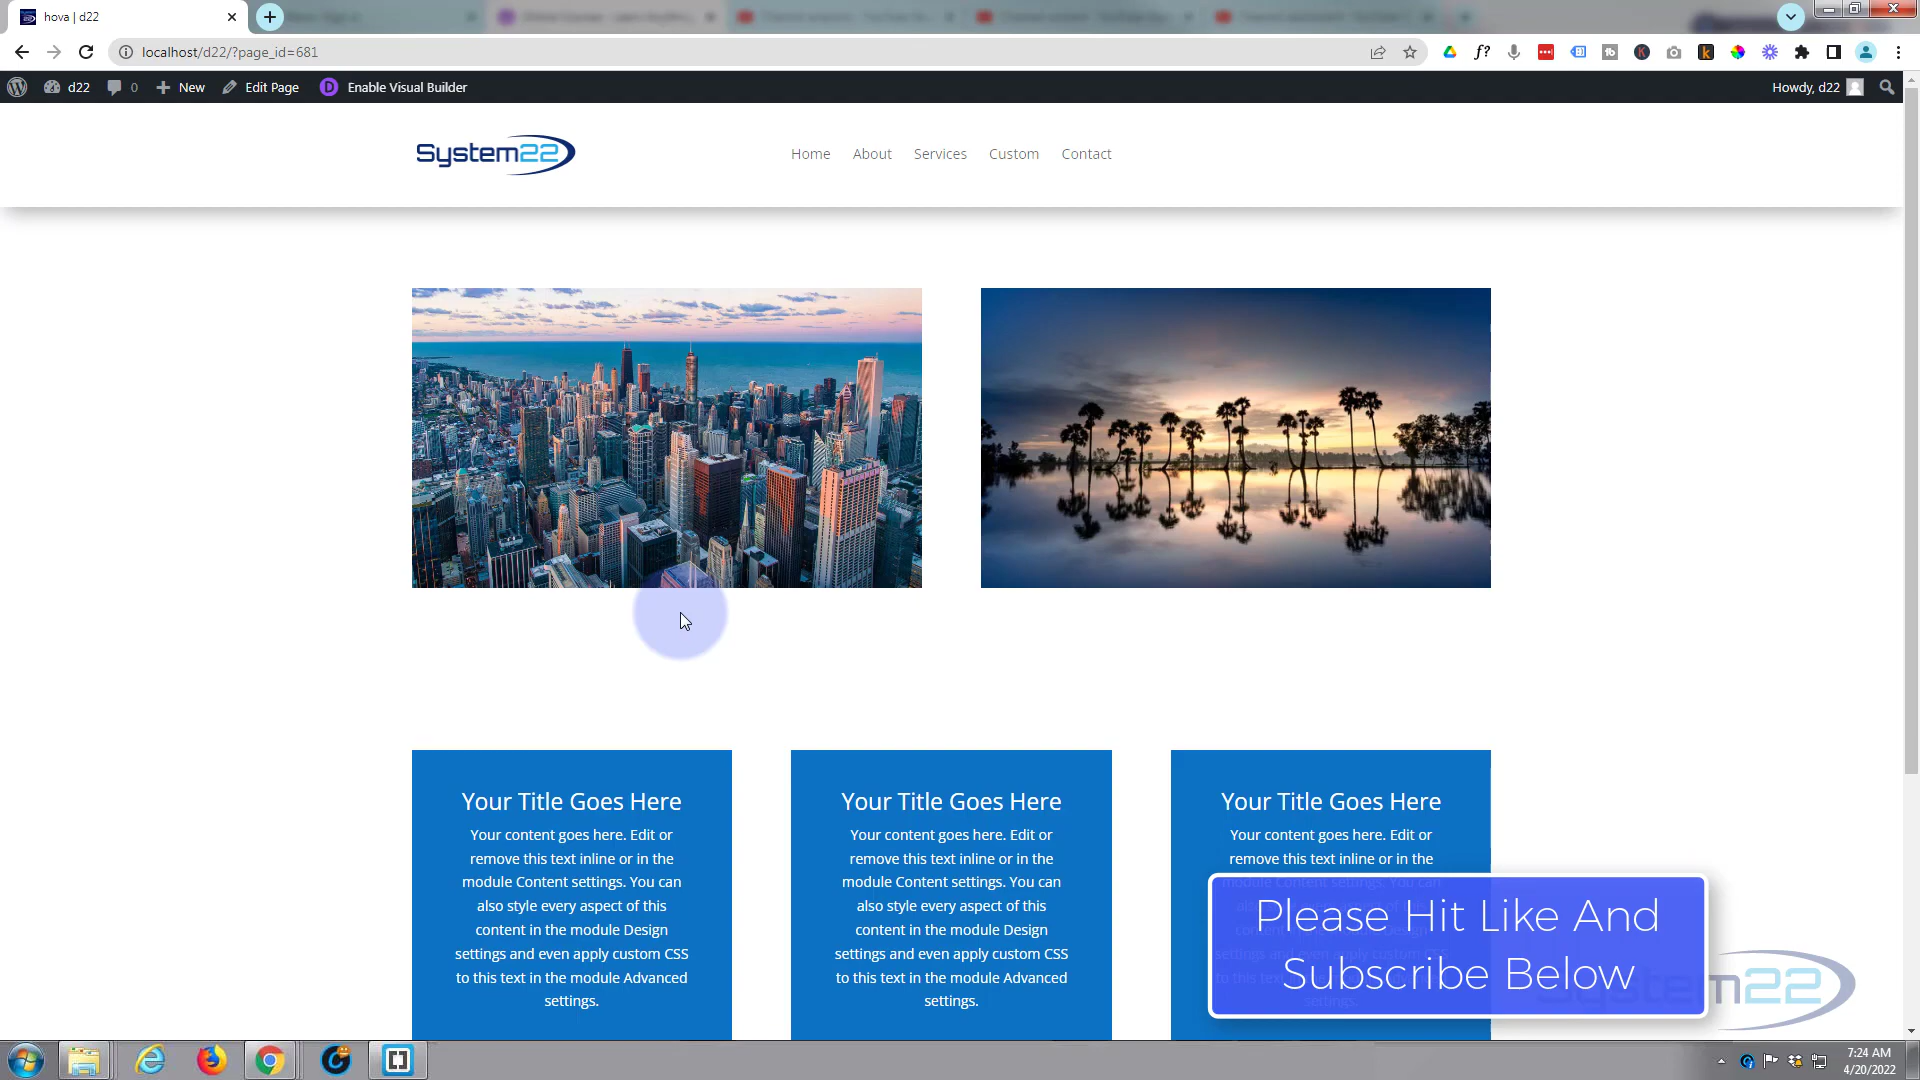 hova | d22
localhost/d22/?page_id=681
d22
0
New
Edit Page
Enable Visual Builder
Howdy, d22
System22
Home
About
Services
Custom
Contact
Your Title Goes Here
Your content goes here. Edit or
remove this text inline or in the
module Content settings. You can
also style every aspect of this
content in the module Design
settings and even apply custom CSS
to this text in the module Advanced
settings.
Your Title Goes Here
Your content goes here. Edit or
remove this text inline or in the
module Content settings. You can
also style every aspect of this
content in the module Design
settings and even apply custom CSS
to this text in the module Advanced
settings.
Your Title Goes Here
Your content goes here. Edit or
remove this text inline or in the
module Content settings. You can
Please Hit Like And
Subscribe Below
m22
7:24 AM
4/20/2022